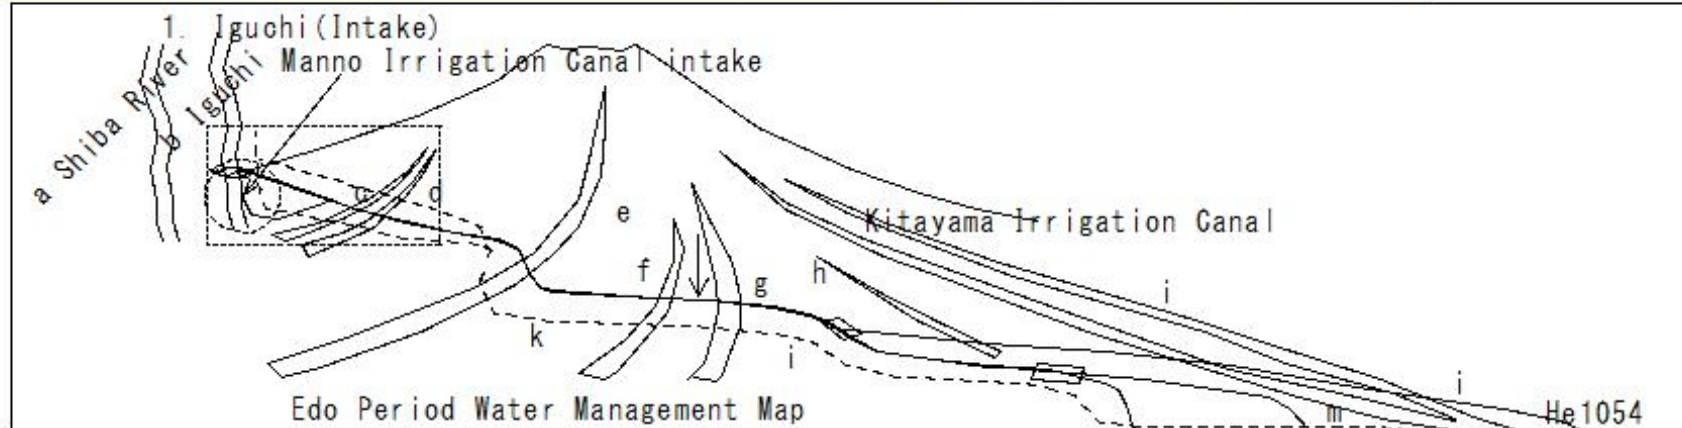 1. Iguchi(Intake)
Manno Irrigation Canal intake
a Shiba River
b Iguchi
c
d
e
Kitayama Irrigation Canal
f
g
h
i
k
i
i
m
Edo Period Water Management Map
He1054